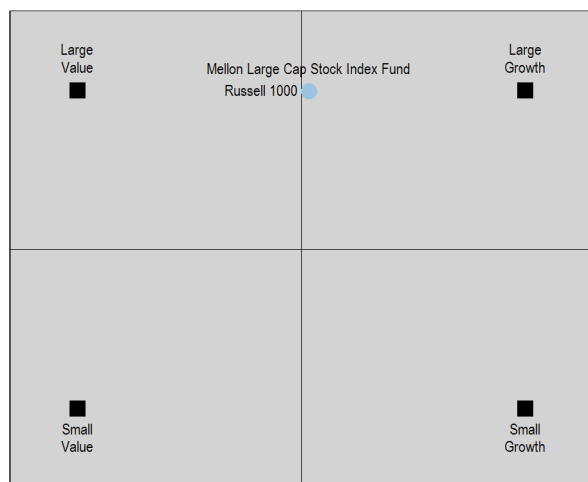 Large
Value
Large
Growth
Mellon Large Cap Stock Index Fund
Russell 1000
Small
Value
Small
Growth